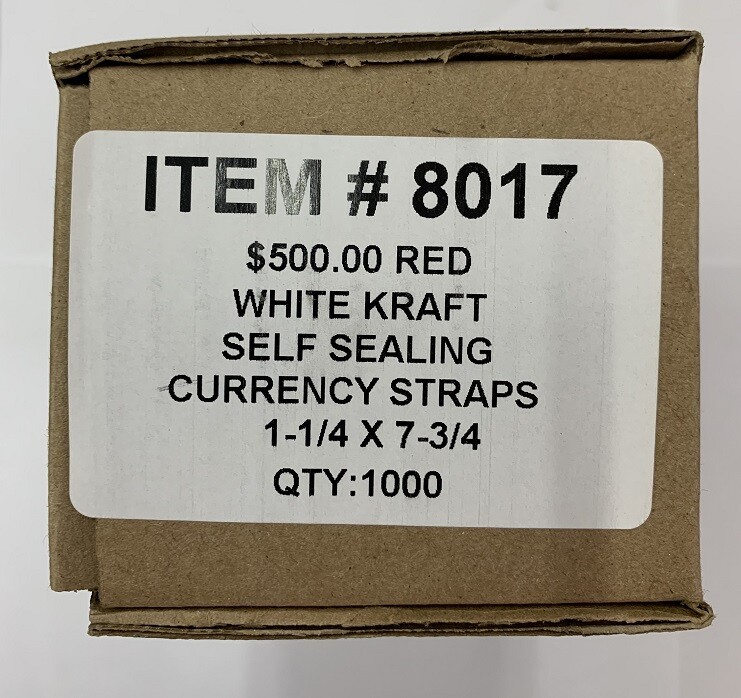 ITEM # 8017
$500.00 RED
WHITE KRAFT
SELF SEALING
CURRENCY STRAPS
1-1/4 X 7-3/4
QTY:1000